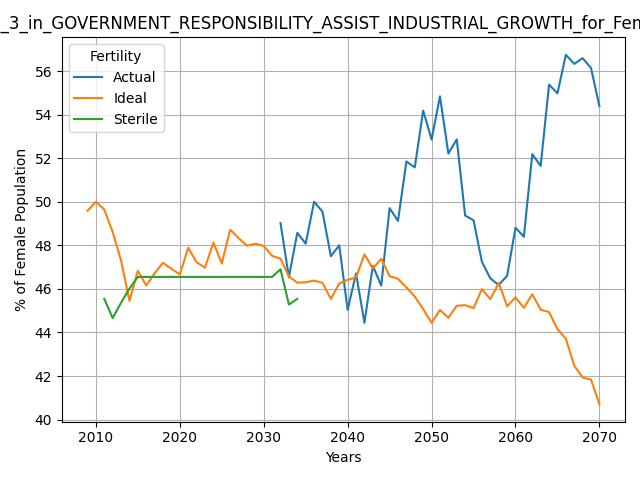 _3_in_GOVERNMENT_RESPONSIBILITY_ASSIST_INDUSTRIAL_GROWTH_for_Fem
Fertility
Actual
Ideal
Sterile
% of Female Population
56
54
52
50
48
46
44
42
40
2010 2020 2030 2040 2050 2060 2070
Years